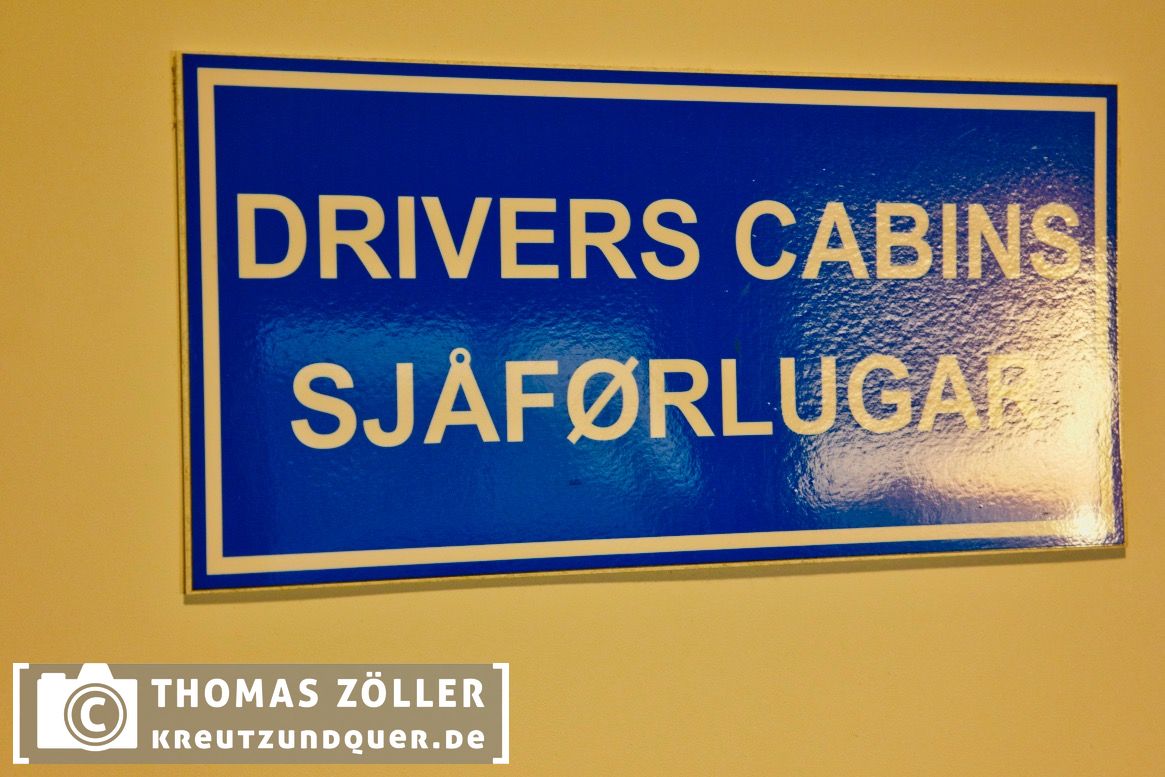 DRIVERS CABINS
SJÅFØRLUGAR
© THOMAS ZÖLLER
KREUTZUNDQUER.DE